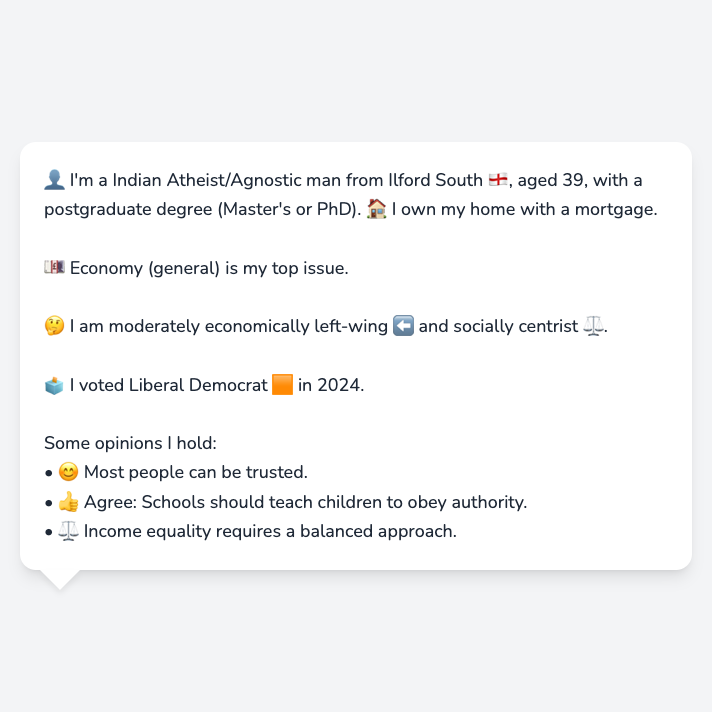 👤 I'm a Indian Atheist/Agnostic man from Ilford South 🏴󠁧󠁢󠁥󠁮󠁧󠁿, aged 39, with a
postgraduate degree (Master's or PhD). 🏠 I own my home with a mortgage.
💷 Economy (general) is my top issue.
🤔 I am moderately economically left-wing ⬅️ and socially centrist ⚖️.
🗳️ I voted Liberal Democrat 🟧 in 2024.
Some opinions I hold:
• 😊 Most people can be trusted.
• 👍 Agree: Schools should teach children to obey authority.
• ⚖️ Income equality requires a balanced approach.